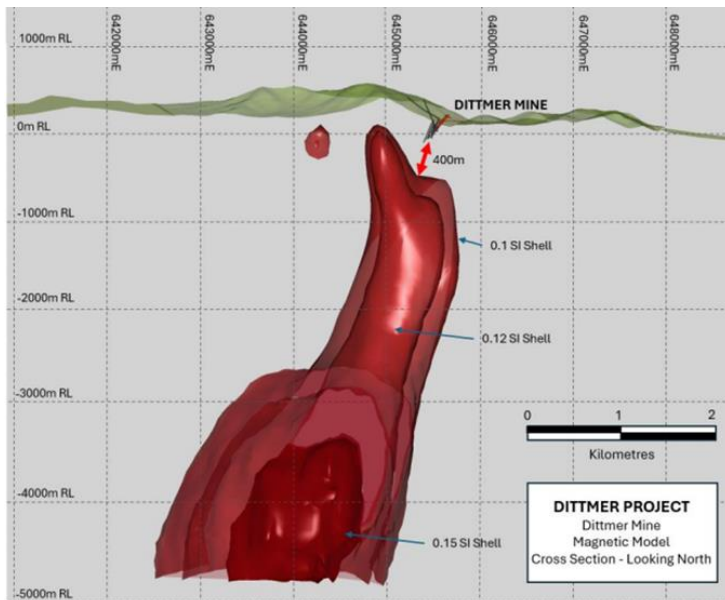 642000mE
643000mE
644000mE
645000mE
646000mE
647000mE
648000mE
1000m RL
DITTMER MINE
0m RL
400m
-1000m RL
0.1 SI Shell
-2000m RL
0.12 SI Shell
-3000m RL
0 1 2
Kilometres
-4000m RL
DITTMER PROJECT
Dittmer Mine
Magnetic Model
Cross Section - Looking North
0.15 SI Shell
-5000m RL